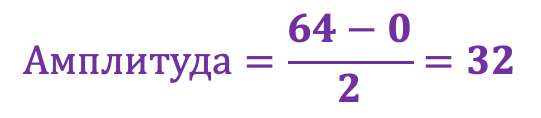 Амплитуда = 64 − 0 / 2 = 32